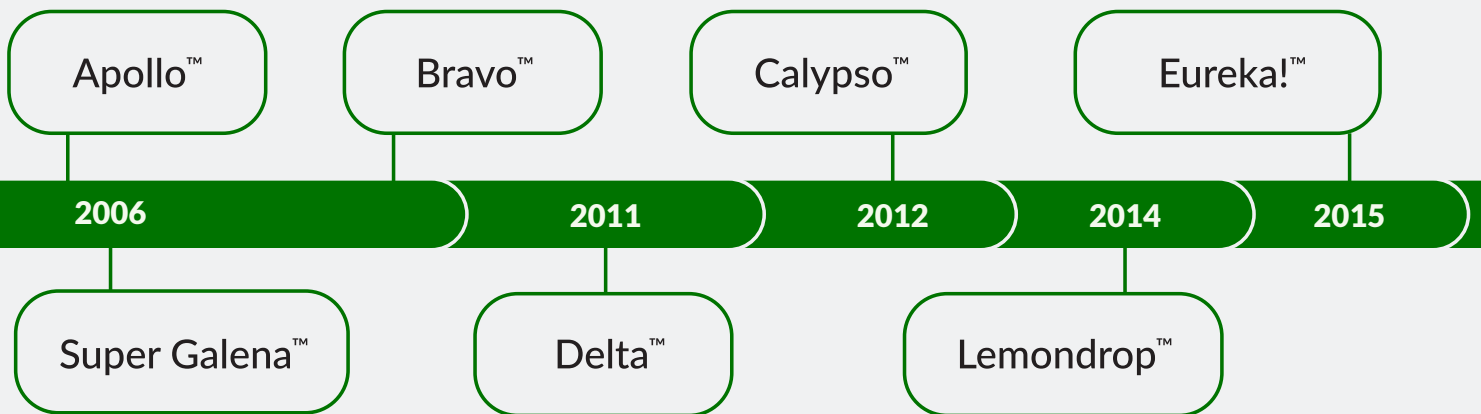 Apollo™
Bravo™
Calypso™
Eureka!™
2006
2011
2012
2014
2015
Super Galena™
Delta™
Lemondrop™